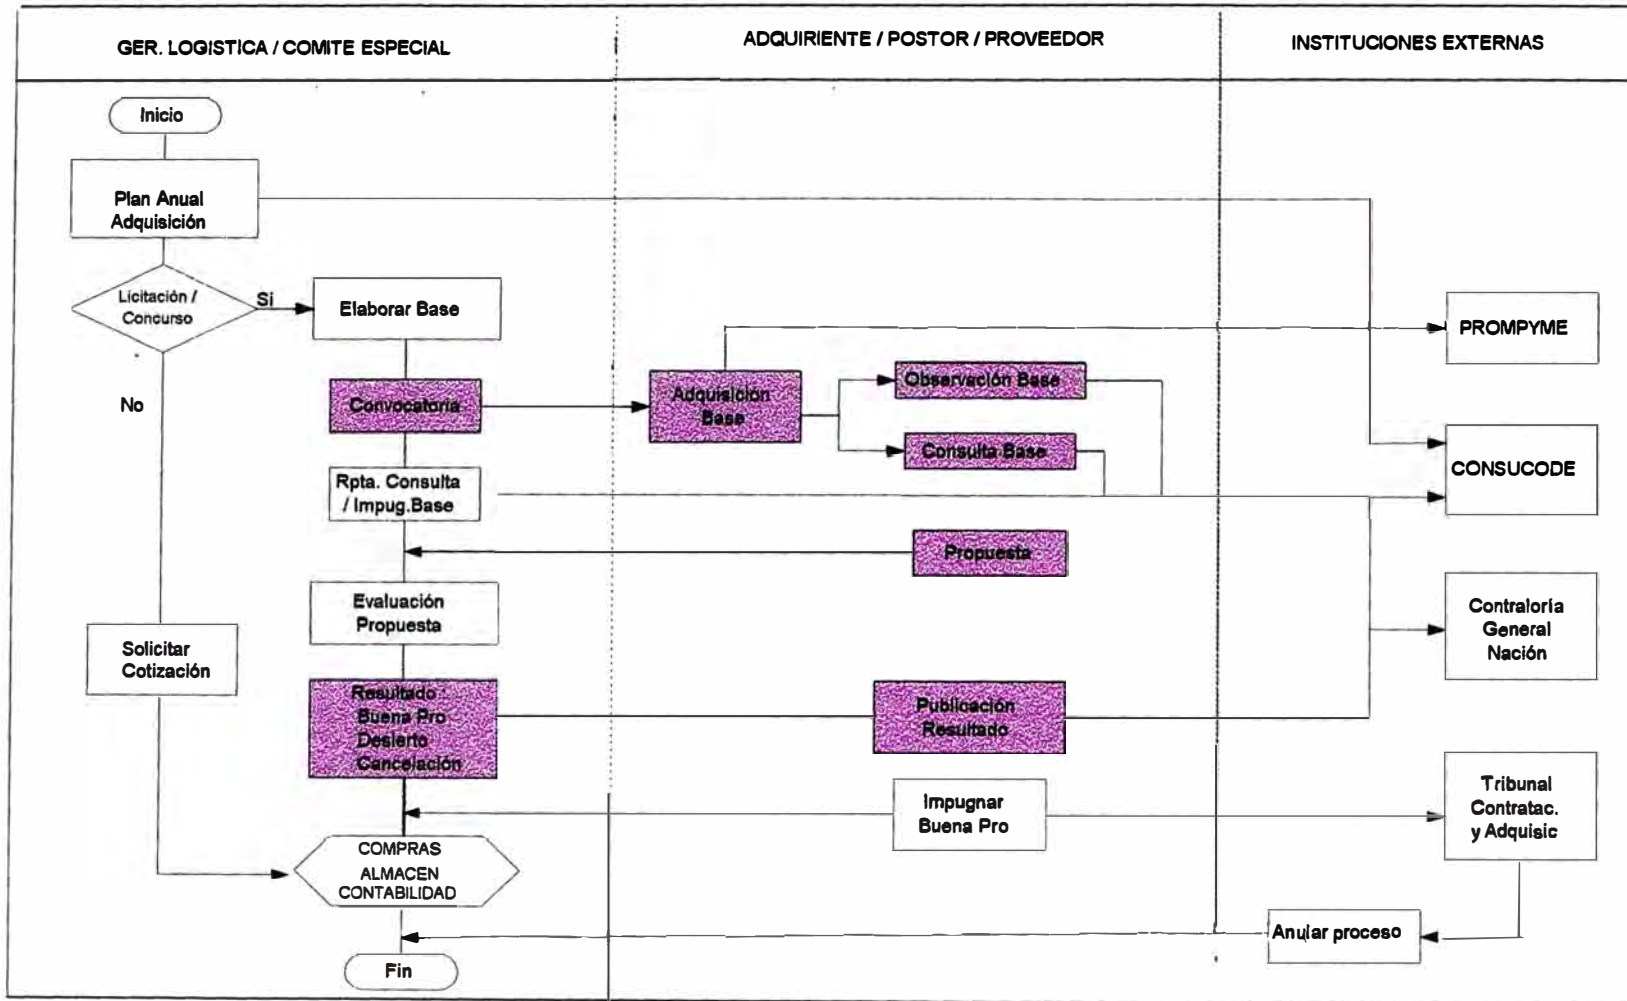 GER. LOGISTICA / COMITE ESPECIAL
ADQUIRIENTE / POSTOR / PROVEEDOR
INSTITUCIONES EXTERNAS
Inicio
Plan Anual
Adquisición
Licitación /
Concurso
Si
No
Elaborar Base
Convocatoria
Rpta. Consulta
/ Impug.Base
Evaluación
Propuesta
Solicitar
Cotización
Resultado :
Buena Pro
Desierto
Cancelación
COMPRAS
ALMACEN
CONTABILIDAD
Fin
Adquisición
Base
Observación Base
Consulta Base
Propuesta
Publicación
Resultado
Impugnar
Buena Pro
PROMPYME
CONSUCODE
Contraloría
General
Nación
Tribunal
Contratac.
y Adquisic
Anular proceso